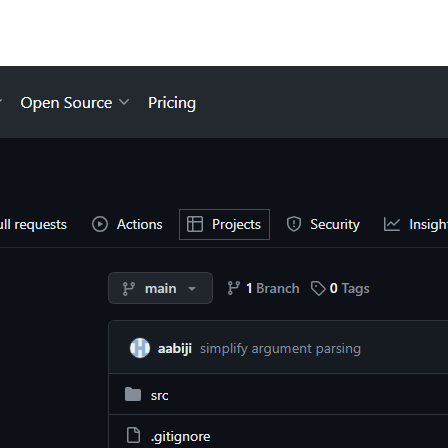 Open Source Pricing
ull requests Actions Projects Security Insigh
main 1 Branch 0 Tags
aabiji simplify argument parsing
src
.gitignore